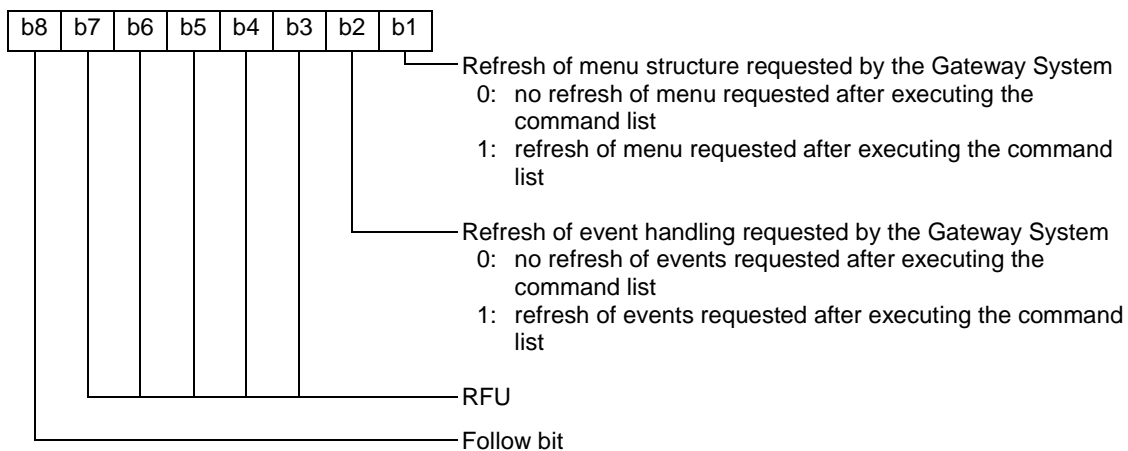 b8 b7 b6 b5 b4 b3 b2 b1
Refresh of menu structure requested by the Gateway System
0: no refresh of menu requested after executing the
command list
1: refresh of menu requested after executing the command
list
Refresh of event handling requested by the Gateway System
0: no refresh of events requested after executing the
command list
1: refresh of events requested after executing the command
list
RFU
Follow bit